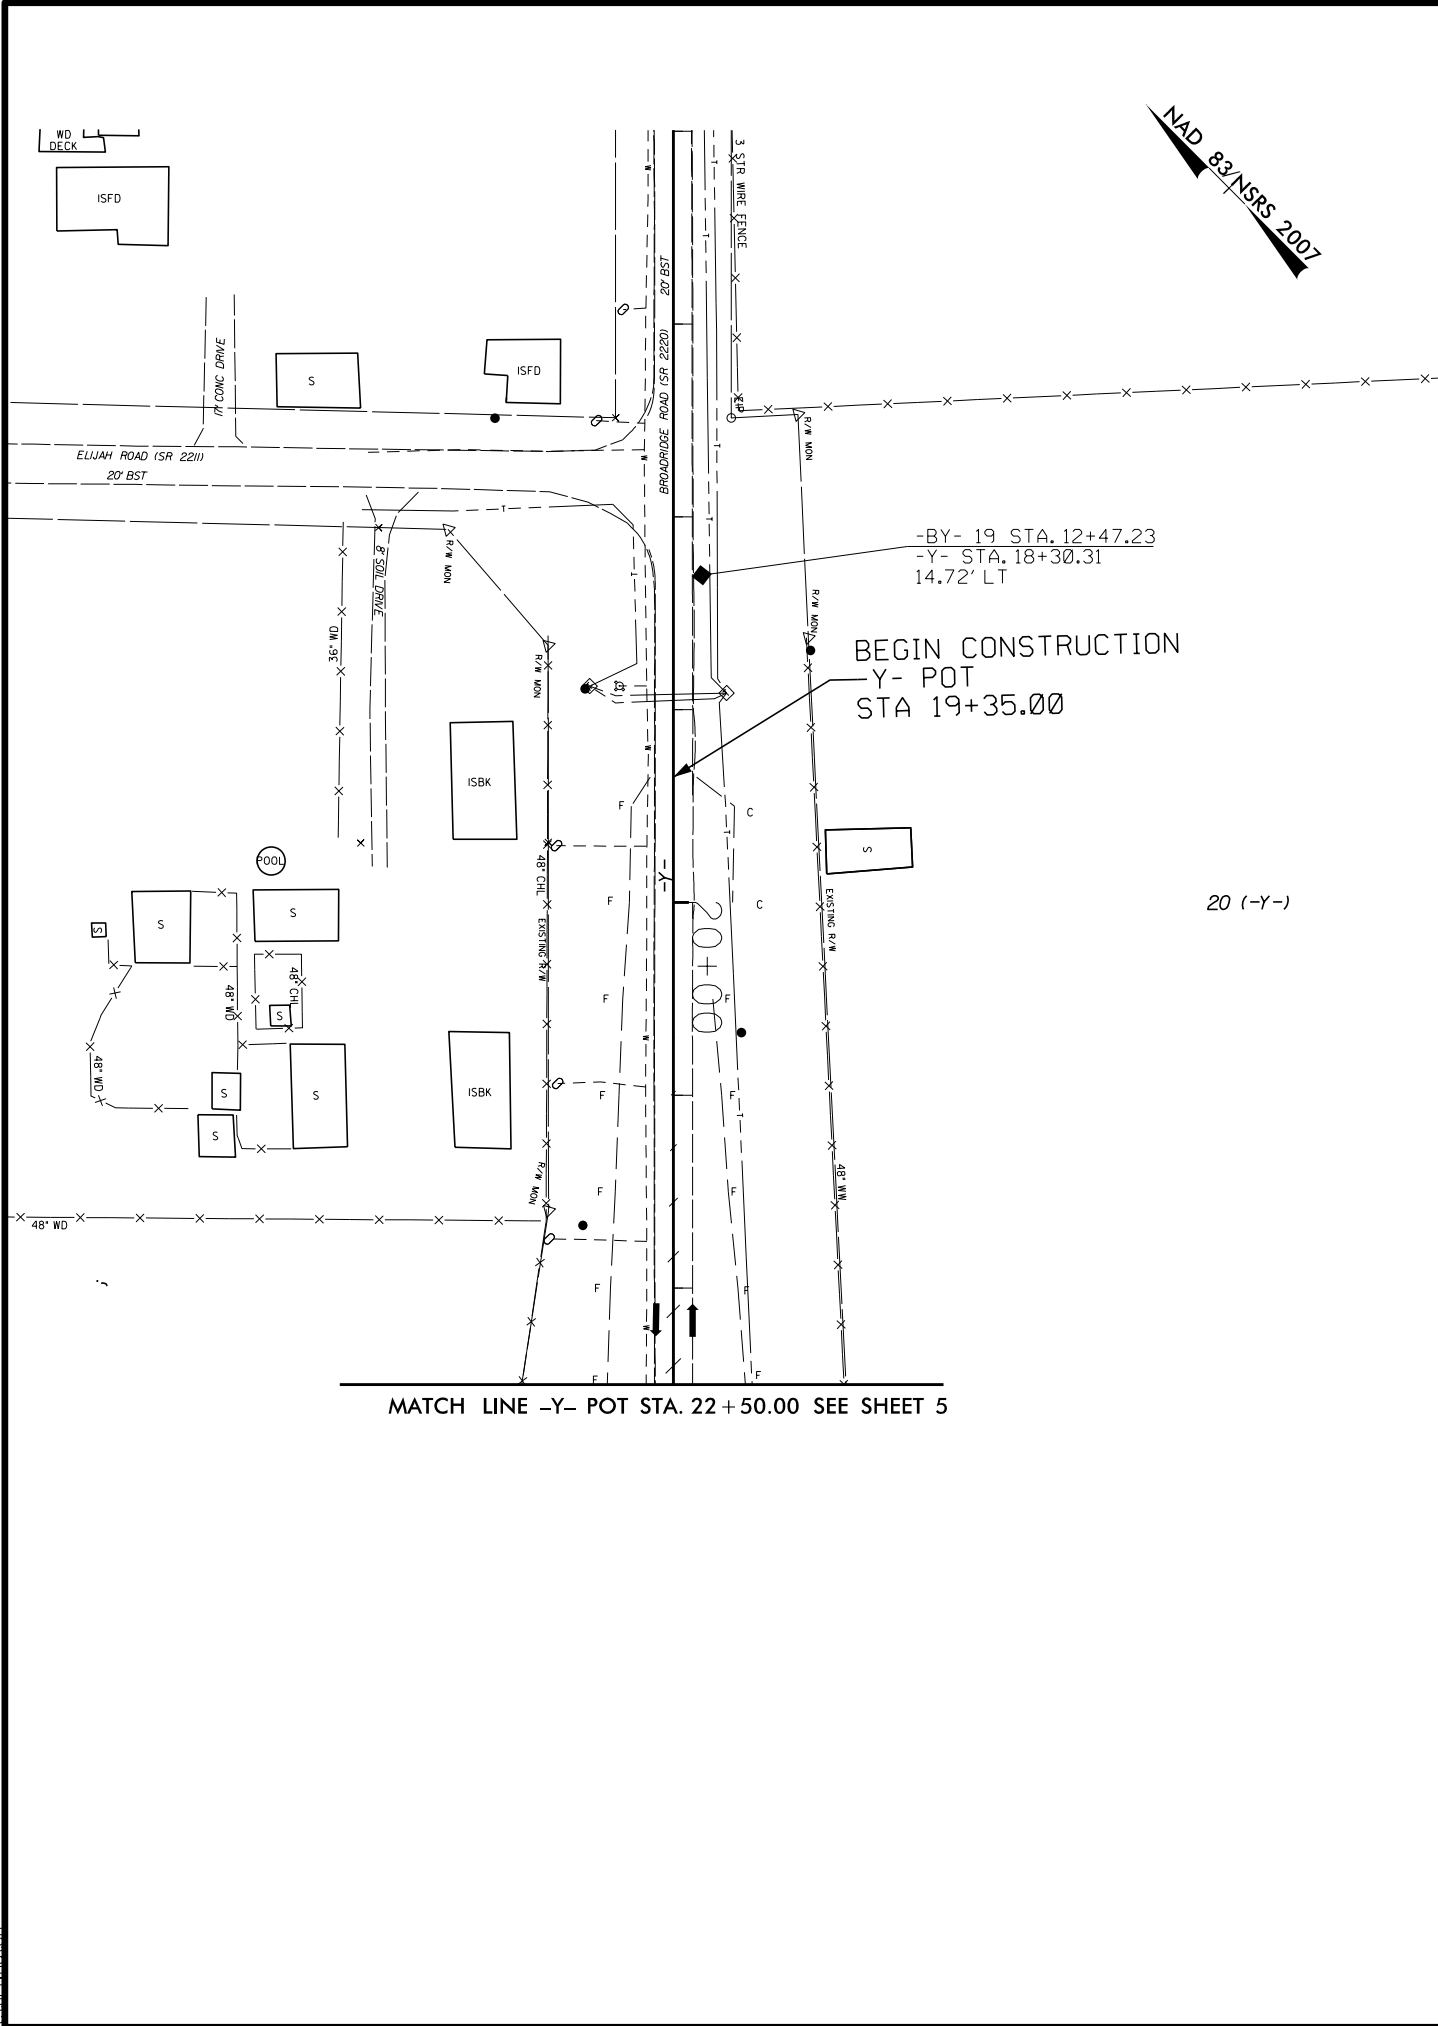 WD
DECK
ISFD
NAD 83/NSRS 2007
3 STR WIRE FENCE
17' CONC DRIVE
S
ISFD
20' BST
BROADRIDGE ROAD (SR 2220)
EIP
R/W MON
ELIJAH ROAD (SR 2211)
20' BST
8' SOIL DRIVE
R/W MON
36" WD
R/W MON
-BY- 19 STA. 12+47.23
-Y- STA. 18+30.31
14.72' LT
R/W MON
BEGIN CONSTRUCTION
-Y- POT
STA 19+35.00
ISBK
F
C
POOL
48" CHL
-Y-
S
S
S
S
F
20+00
C
EXISTING R/W
20 (-Y-)
EXISTING R/W
48" WD
48" CHL
S
F
F
48" WD
S
S
S
ISBK
F
F
R/W MON
F
F
48" WW
48" WD
F
F
F
F
T
T
T
T
T
T
T
T
W
W
W
W
W
MATCH LINE -Y- POT STA. 22+50.00 SEE SHEET 5